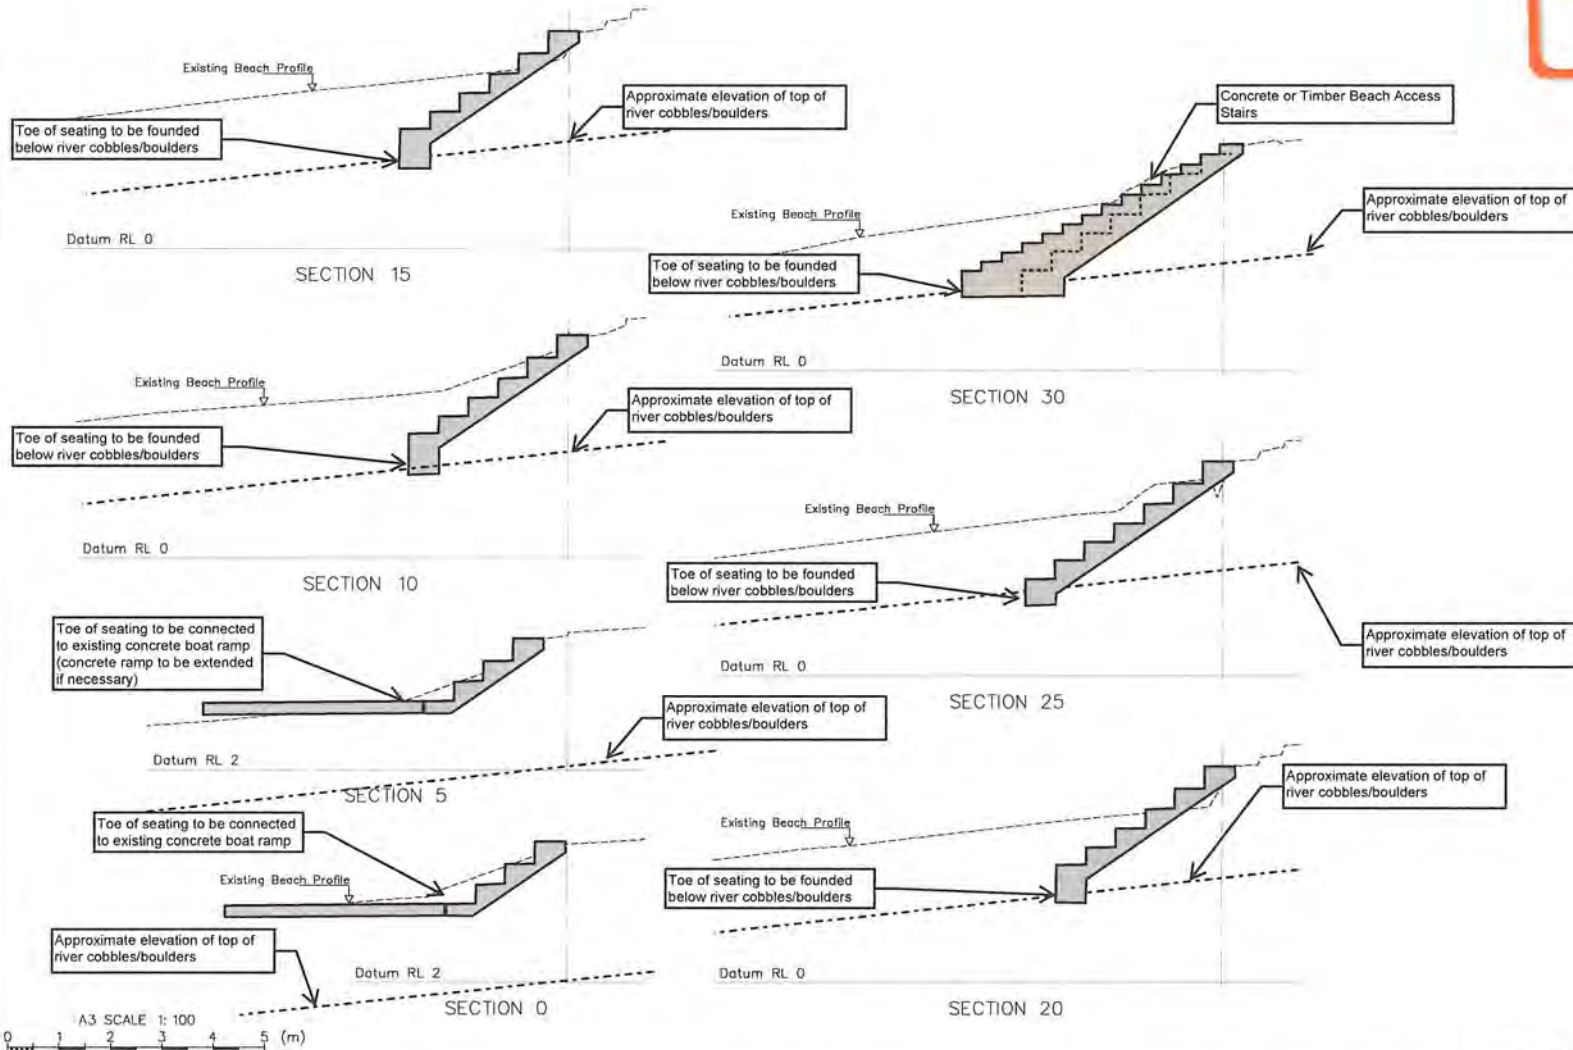 Existing Beach Profile
Approximate elevation of top of
river cobbles/boulders
Toe of seating to be founded
below river cobbles/boulders
Datum RL 0
SECTION 15
Concrete or Timber Beach Access
Stairs
Existing Beach Profile
Approximate elevation of top of
river cobbles/boulders
Toe of seating to be founded
below river cobbles/boulders
Datum RL 0
SECTION 30
Existing Beach Profile
Approximate elevation of top of
river cobbles/boulders
Toe of seating to be founded
below river cobbles/boulders
Datum RL 0
SECTION 10
Existing Beach Profile
Toe of seating to be founded
below river cobbles/boulders
Approximate elevation of top of
river cobbles/boulders
Datum RL 0
SECTION 25
Toe of seating to be connected
to existing concrete boat ramp
(concrete ramp to be extended
if necessary)
Approximate elevation of top of
river cobbles/boulders
Datum RL 2
SECTION 5
Toe of seating to be connected
to existing concrete boat ramp
Existing Beach Profile
Approximate elevation of top of
river cobbles/boulders
Datum RL 2
SECTION 0
Approximate elevation of top of
river cobbles/boulders
Existing Beach Profile
Toe of seating to be founded
below river cobbles/boulders
Datum RL 0
SECTION 20
A3 SCALE 1: 100
0 1 2 3 4 5 (m)